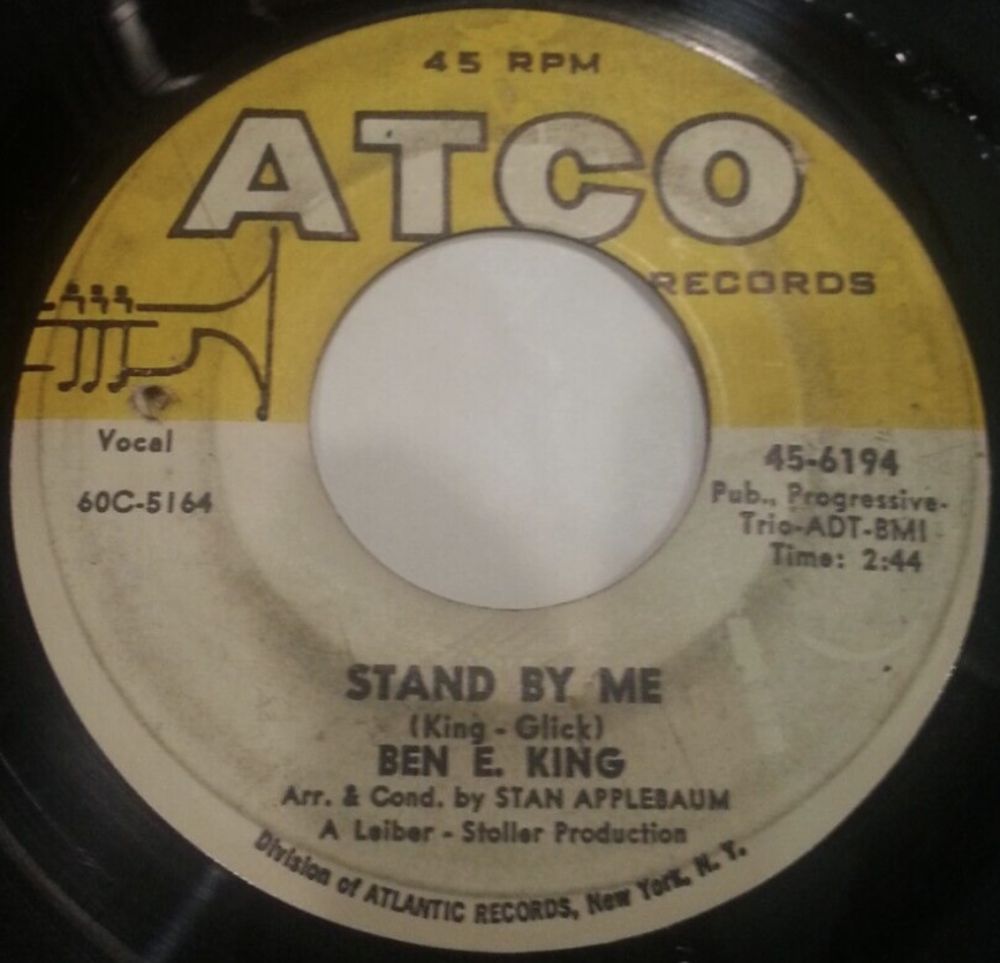 45 RPM
ATCO
RECORDS
Vocal
60C-5164
45-6194
Pub., Progressive-
Trio-ADT-BMI
Time: 2:44
STAND BY ME
(King - Glick)
BEN E. KING
Arr. & Cond. by STAN APPLEBAUM
A Leiber - Stoller Production
Division of ATLANTIC RECORDS, New York, N. Y.